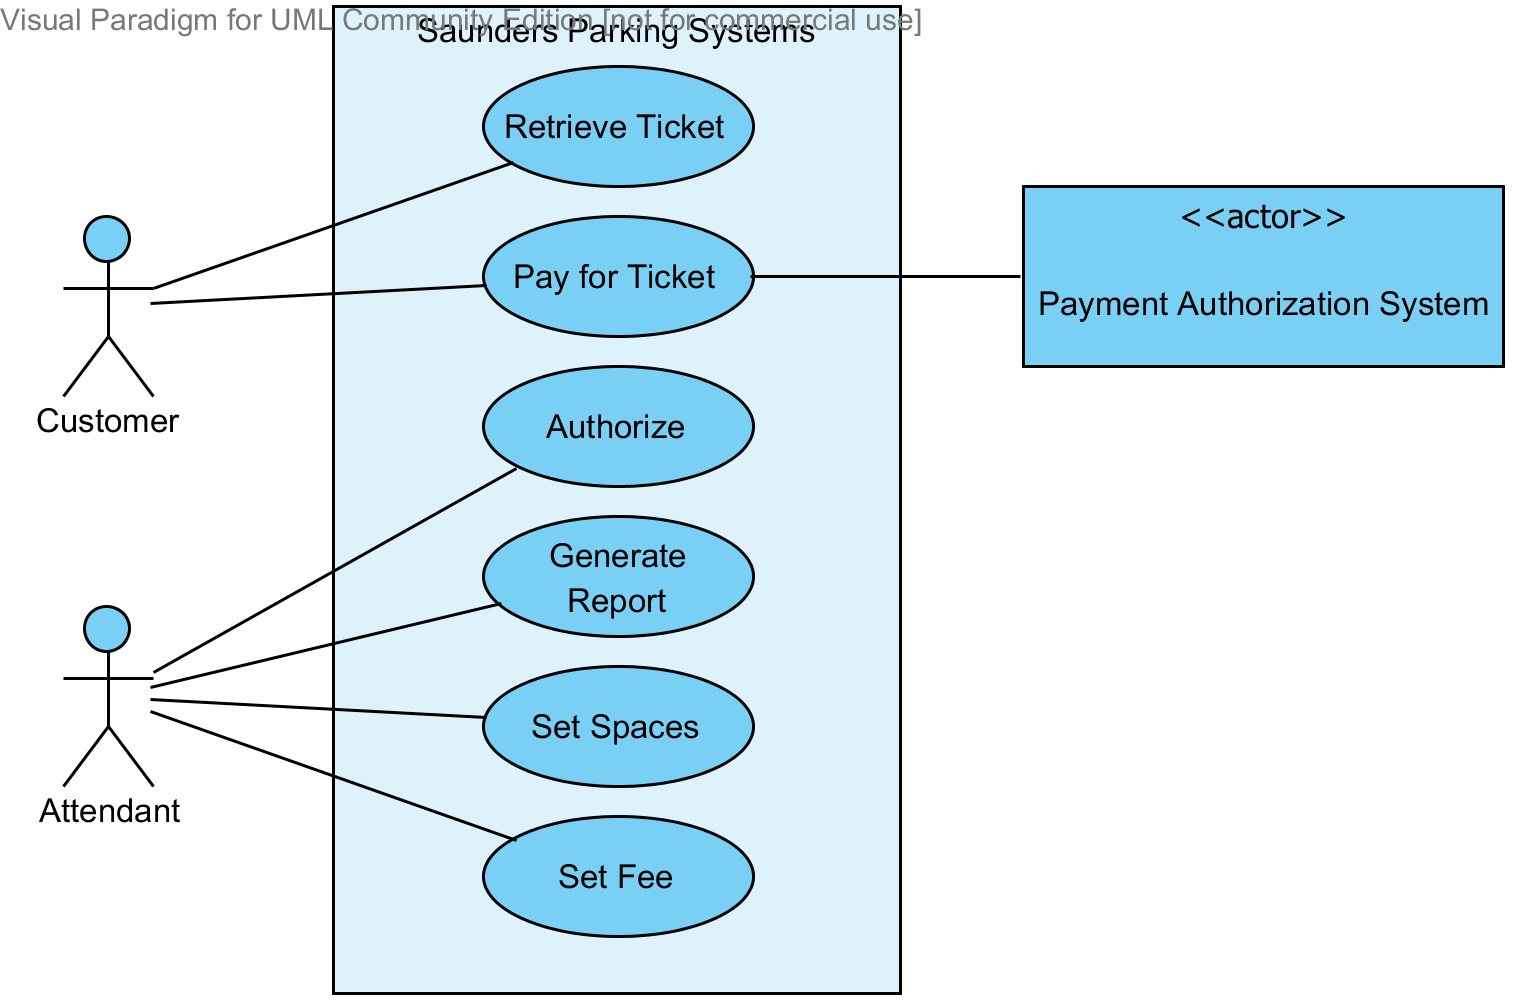 Visual Paradigm for UML Community Edition [not for commercial use]
Saunders Parking Systems
Retrieve Ticket
<<actor>>
Pay for Ticket
Payment Authorization System
Customer
Authorize
Generate
Report
Set Spaces
Attendant
Set Fee